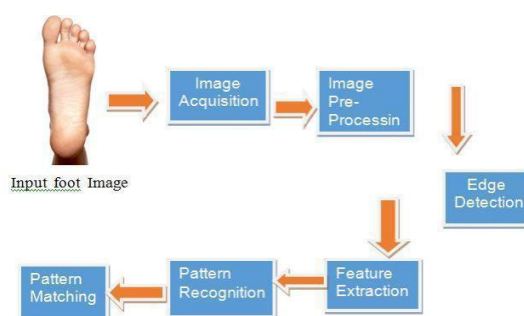 Image
Acquisition
Image
Pre-
Processin
Input foot Image
Edge
Detection
Feature
Extraction
Pattern
Recognition
Pattern
Matching